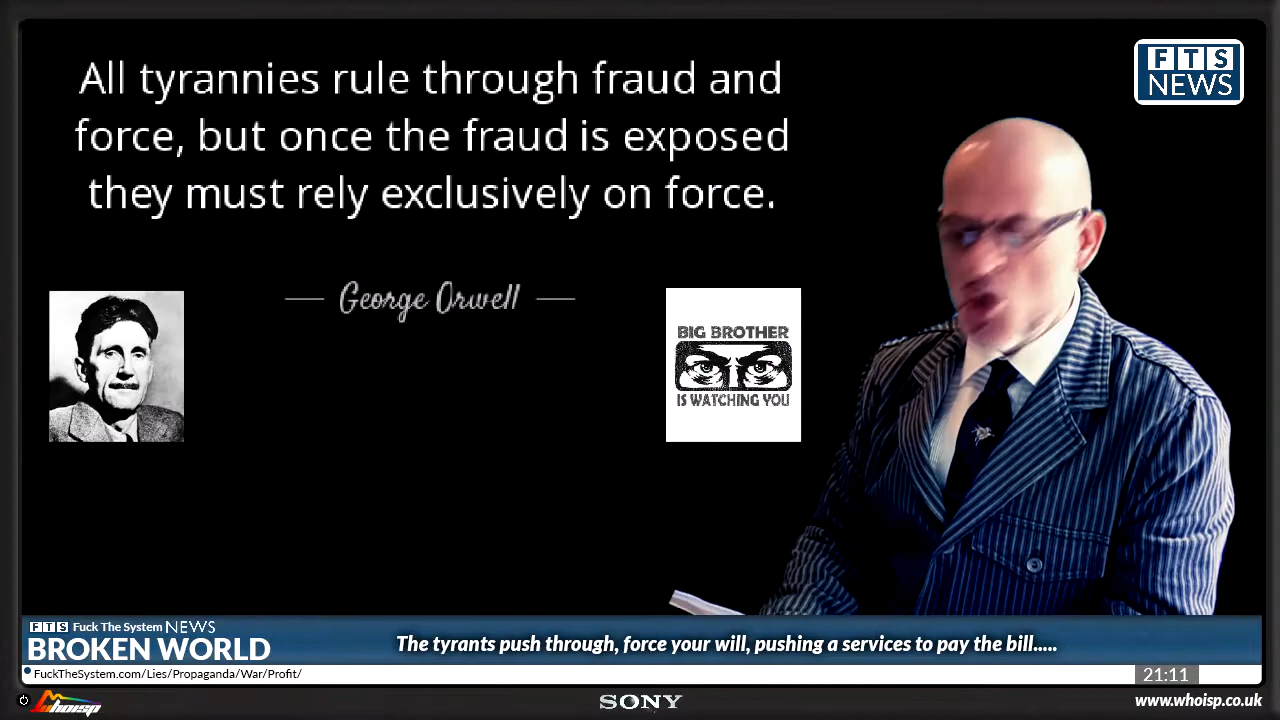 All tyrannies rule through fraud and
force, but once the fraud is exposed
they must rely exclusively on force.
George Orwell
FTS
NEWS
BIG BROTHER
IS WATCHING YOU
FTS Fuck The System NEWS
BROKEN WORLD
The tyrants push through, force your will, pushing a services to pay the bill.....
FuckTheSystem.com/Lies/Propaganda/War/Profit/
21:11
whoisp
SONY
www.whoisp.co.uk